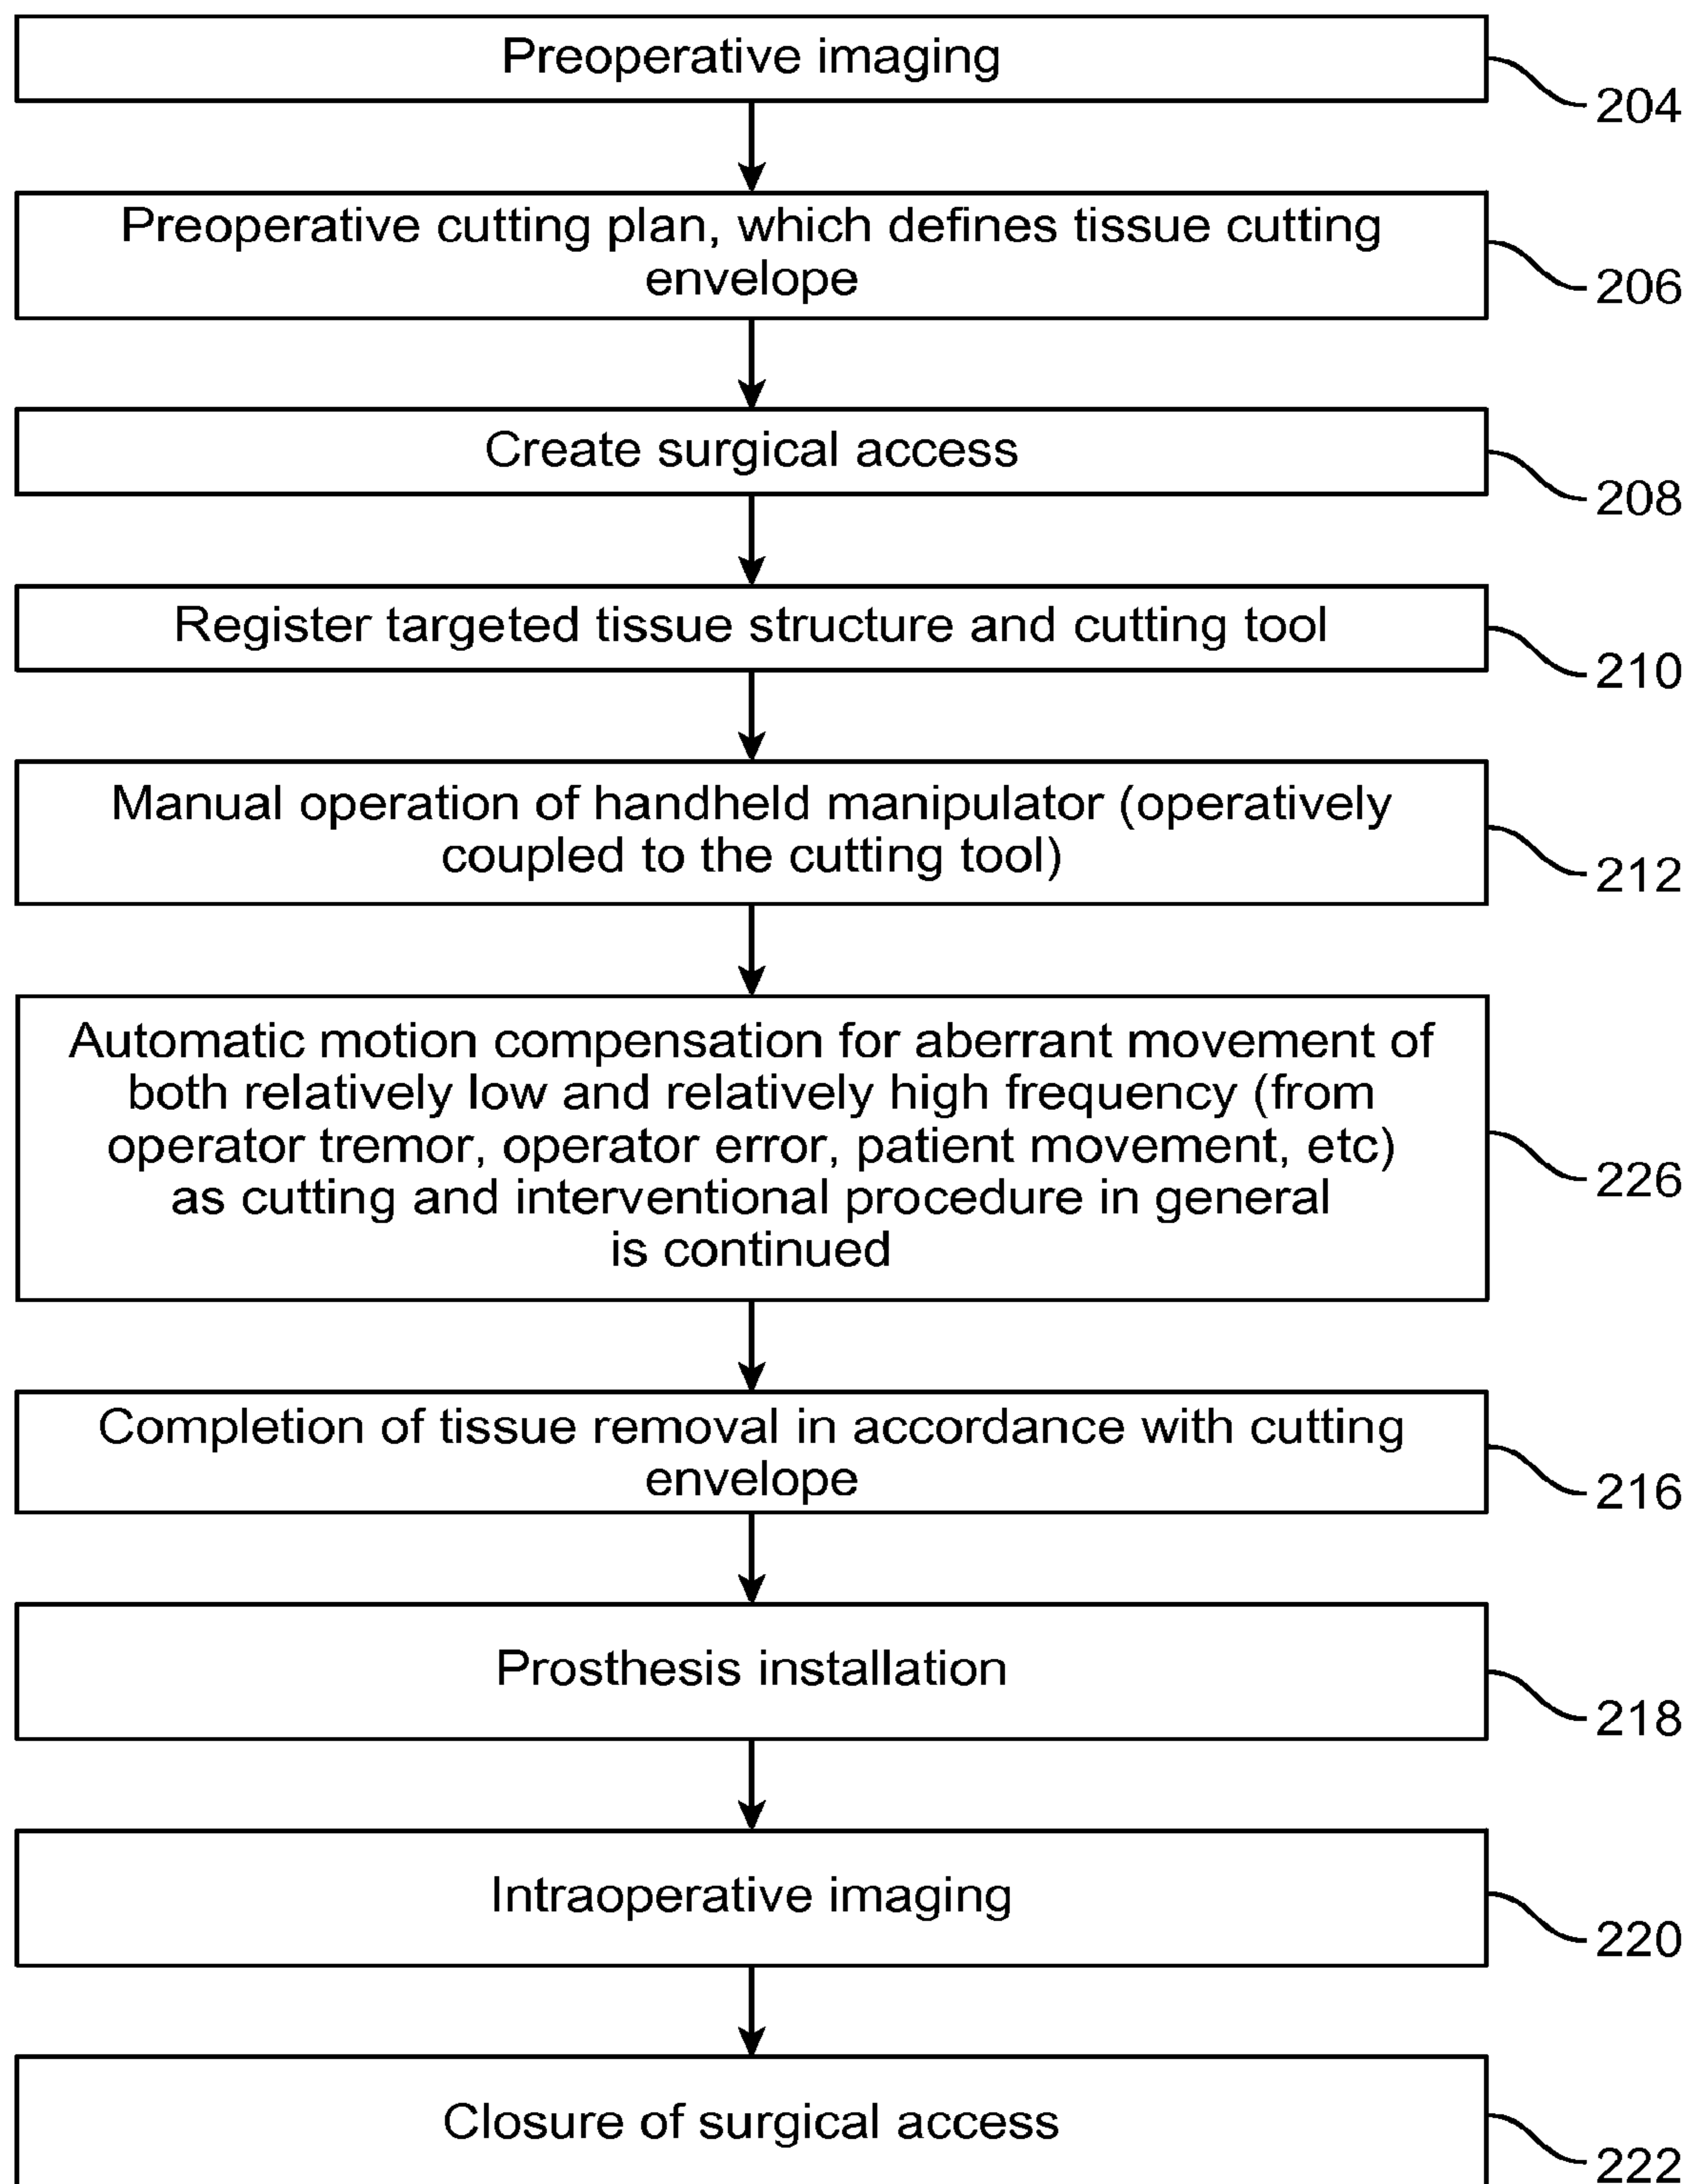 Preoperative imaging
204
Preoperative cutting plan, which defines tissue cutting
envelope
206
Create surgical access
208
Register targeted tissue structure and cutting tool
210
Manual operation of handheld manipulator (operatively
coupled to the cutting tool)
212
Automatic motion compensation for aberrant movement of
both relatively low and relatively high frequency (from
operator tremor, operator error, patient movement, etc)
as cutting and interventional procedure in general
is continued
226
Completion of tissue removal in accordance with cutting
envelope
216
Prosthesis installation
218
Intraoperative imaging
220
Closure of surgical access
222